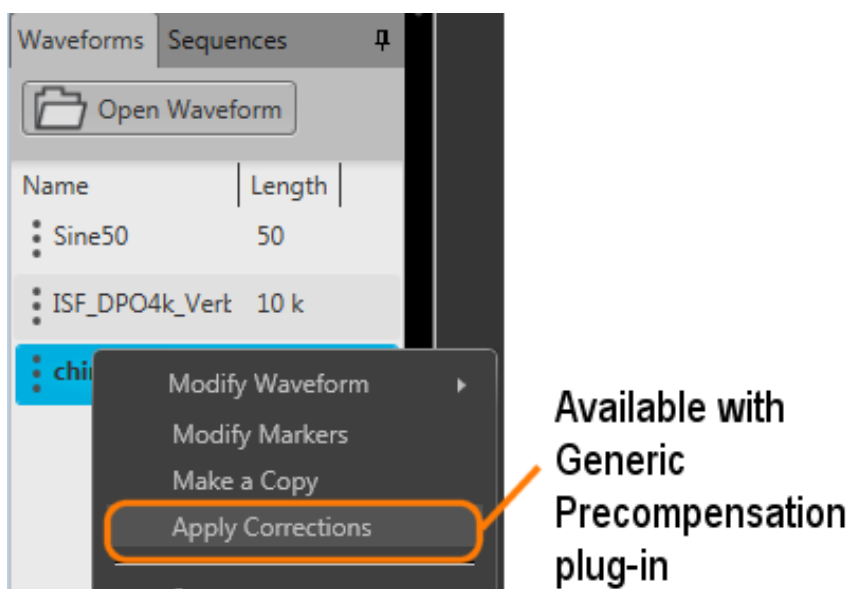 Waveforms Sequences
Open Waveform
Name Length
Sine50 50
ISF_DPO4k_Vert 10 k
Modify Waveform
Modify Markers
Make a Copy
Apply Corrections
Available with
Generic
Precompensation
plug-in